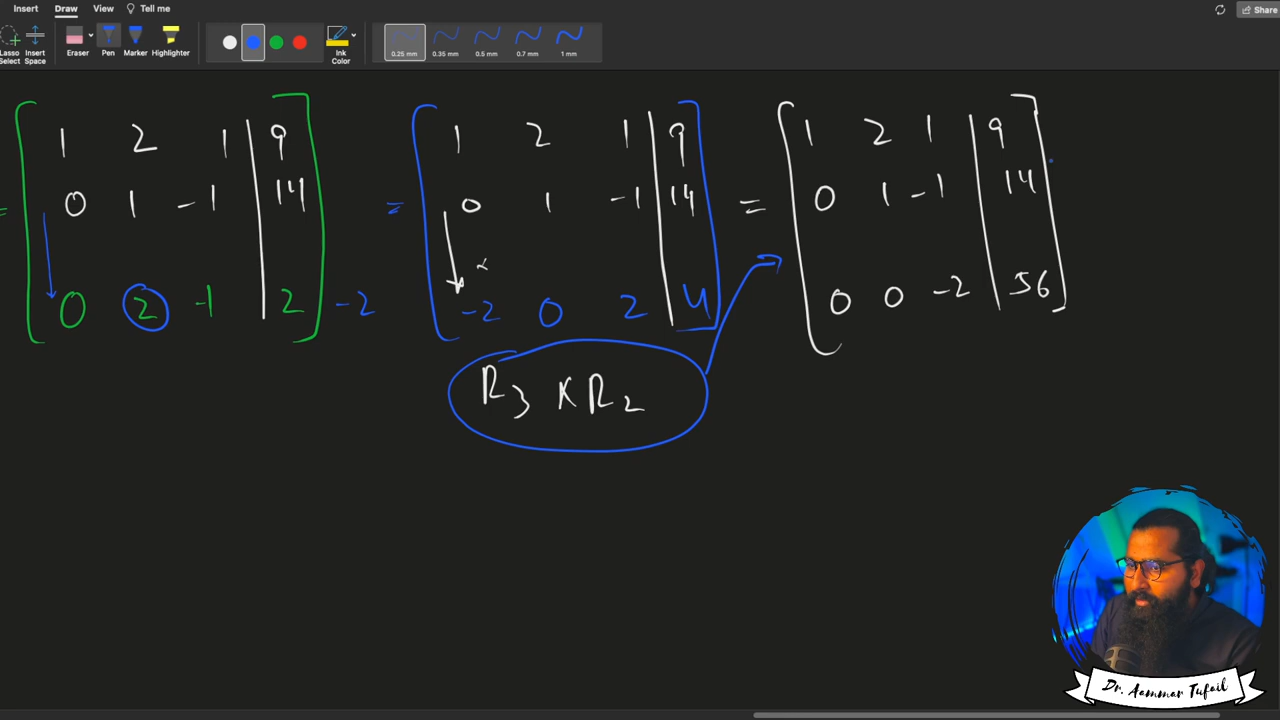 Insert Draw View Tell me Share
Lasso Select Insert Space Eraser Pen Marker Highlighter Ink Color 0.25 mm 0.35 mm 0.5 mm 0.7 mm 1 mm
= [ 1 2 1 | 9 ] = [ 1 2 1 | 9 ] = [ 1 2 1 | 9 ]
0 1 -1 | 14 0 1 -1 | 14 0 1 -1 | 14
0 2 -1 | 2 -2 -2 0 2 4 0 0 -2 | 56
R3 × R2
Dr. Aammar Tufail